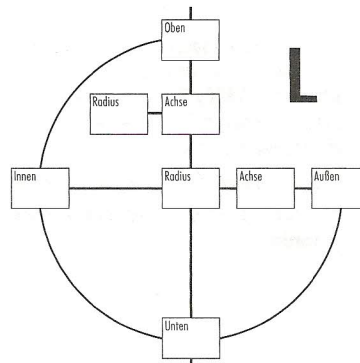 Oben
L
Radius
Achse
Innen
Radius
Achse
Außen
Unten